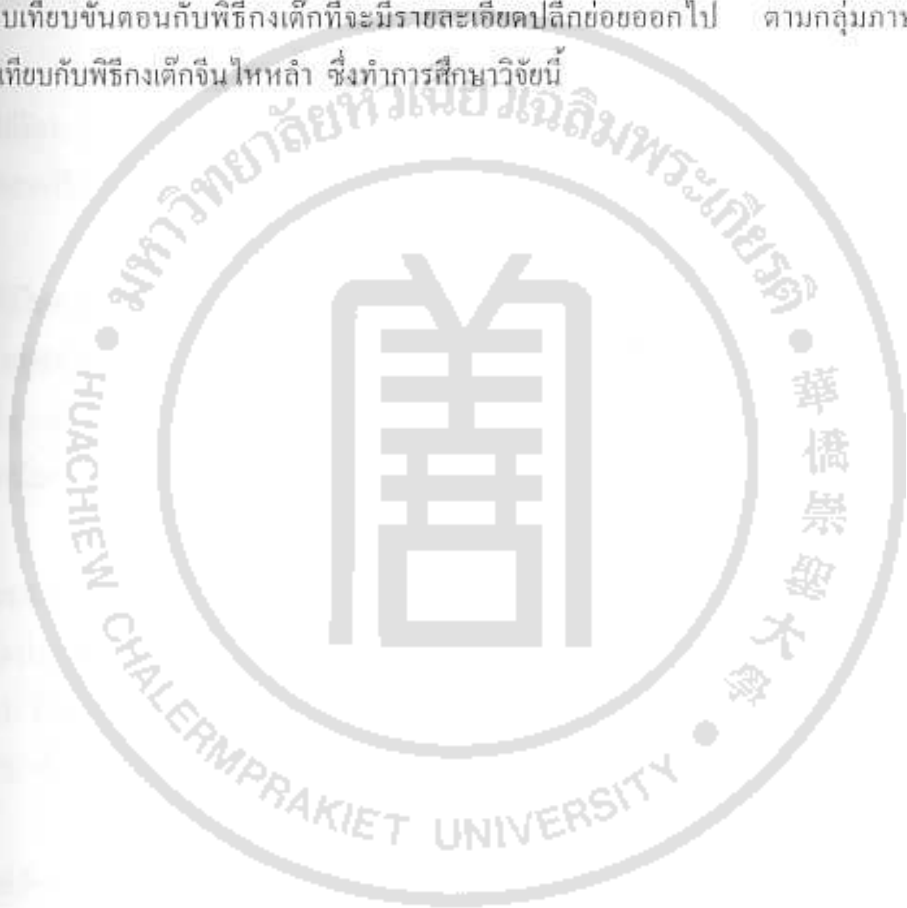 บเทียบขั้นตอนกับพิธีกงเต๊กที่จะมีรายละเอียดปลีกย่อยออกไป ตามกลุ่มภาษ
เทียบกับพิธีกงเต๊กจีนไหหลำ ซึ่งทำการศึกษาวิจัยนี้
มหาวิทยาลัยหัวเฉียวเฉลิมพระเกียรติ
華僑崇聖大學
HUACHIEW CHALERMPRAKIET UNIVERSITY